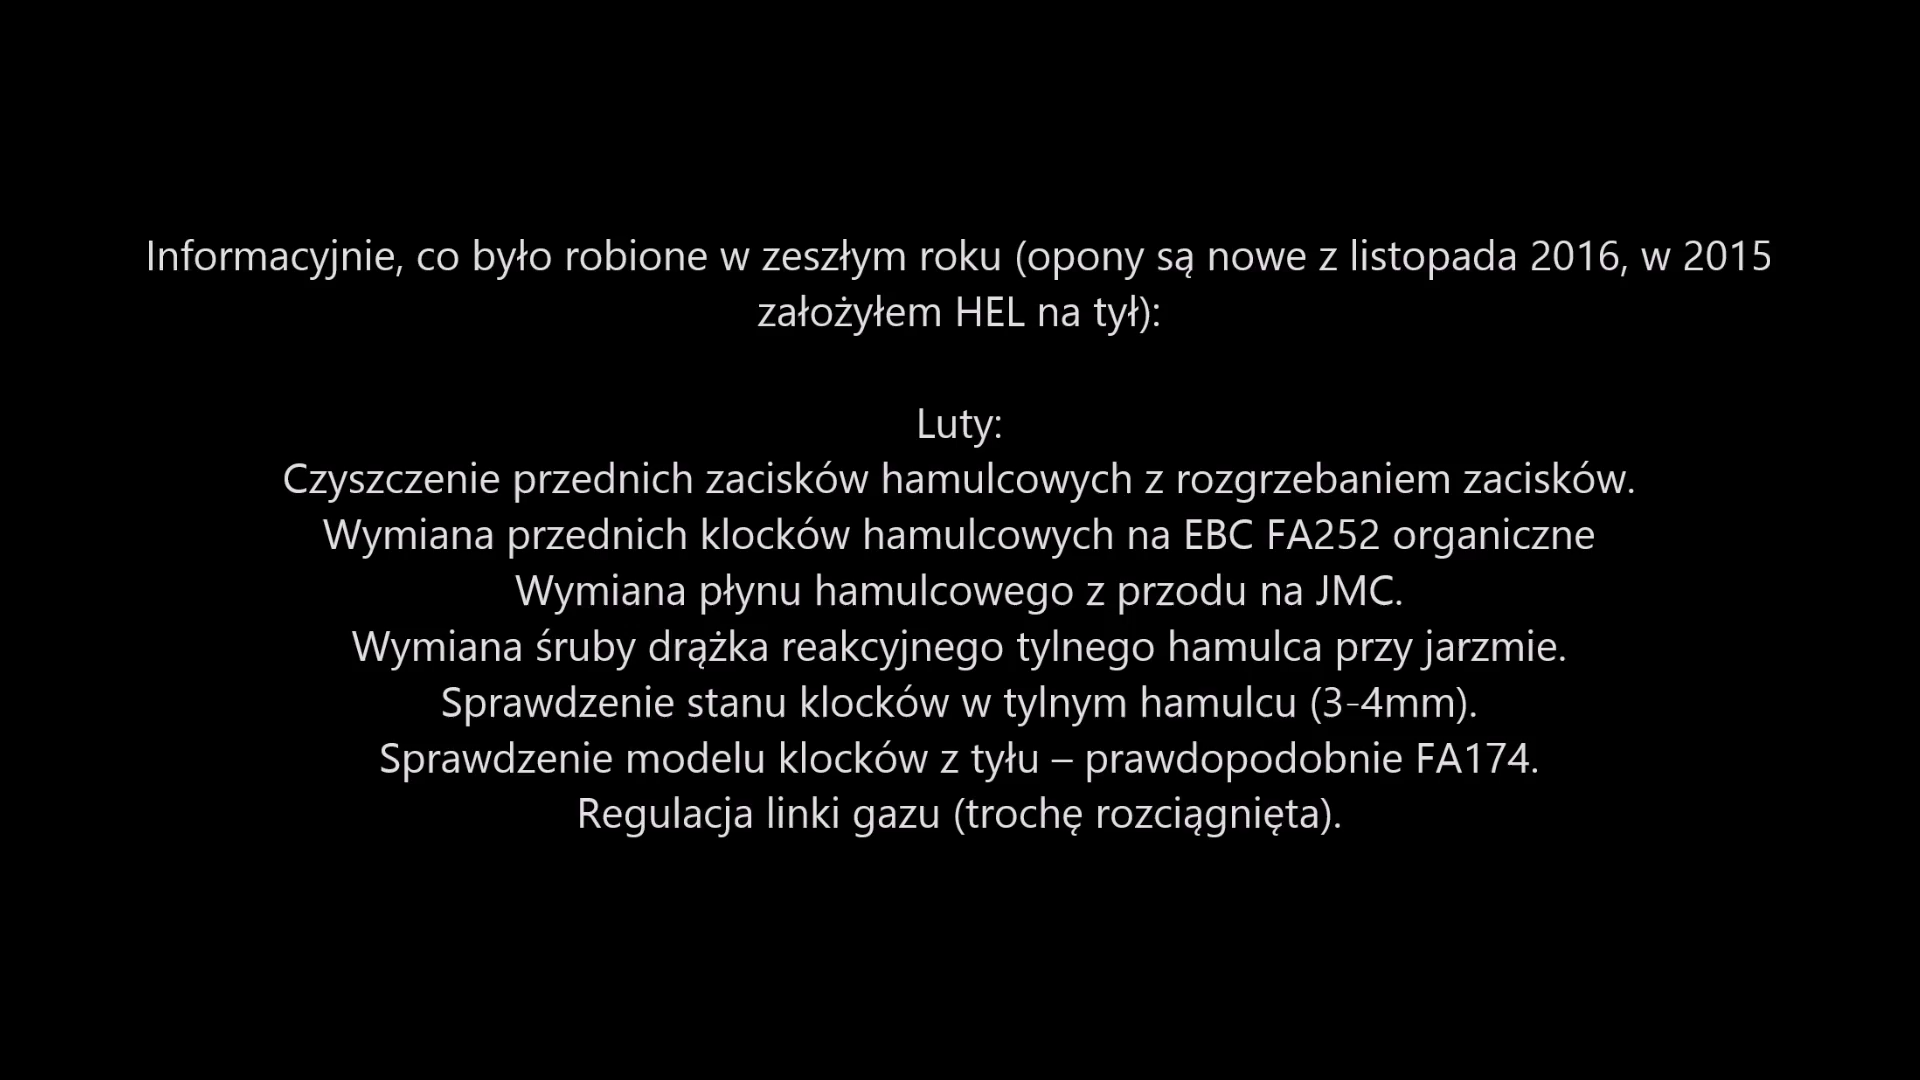 Informacyjnie, co było robione w zeszłym roku (opony są nowe z listopada 2016, w 2015
założyłem HEL na tył):
Luty:
Czyszczenie przednich zacisków hamulcowych z rozgrzebaniem zacisków.
Wymiana przednich klocków hamulcowych na EBC FA252 organiczne
Wymiana płynu hamulcowego z przodu na JMC.
Wymiana śruby drążka reakcyjnego tylnego hamulca przy jarzmie.
Sprawdzenie stanu klocków w tylnym hamulcu (3-4mm).
Sprawdzenie modelu klocków z tyłu – prawdopodobnie FA174.
Regulacja linki gazu (trochę rozciągnięta).